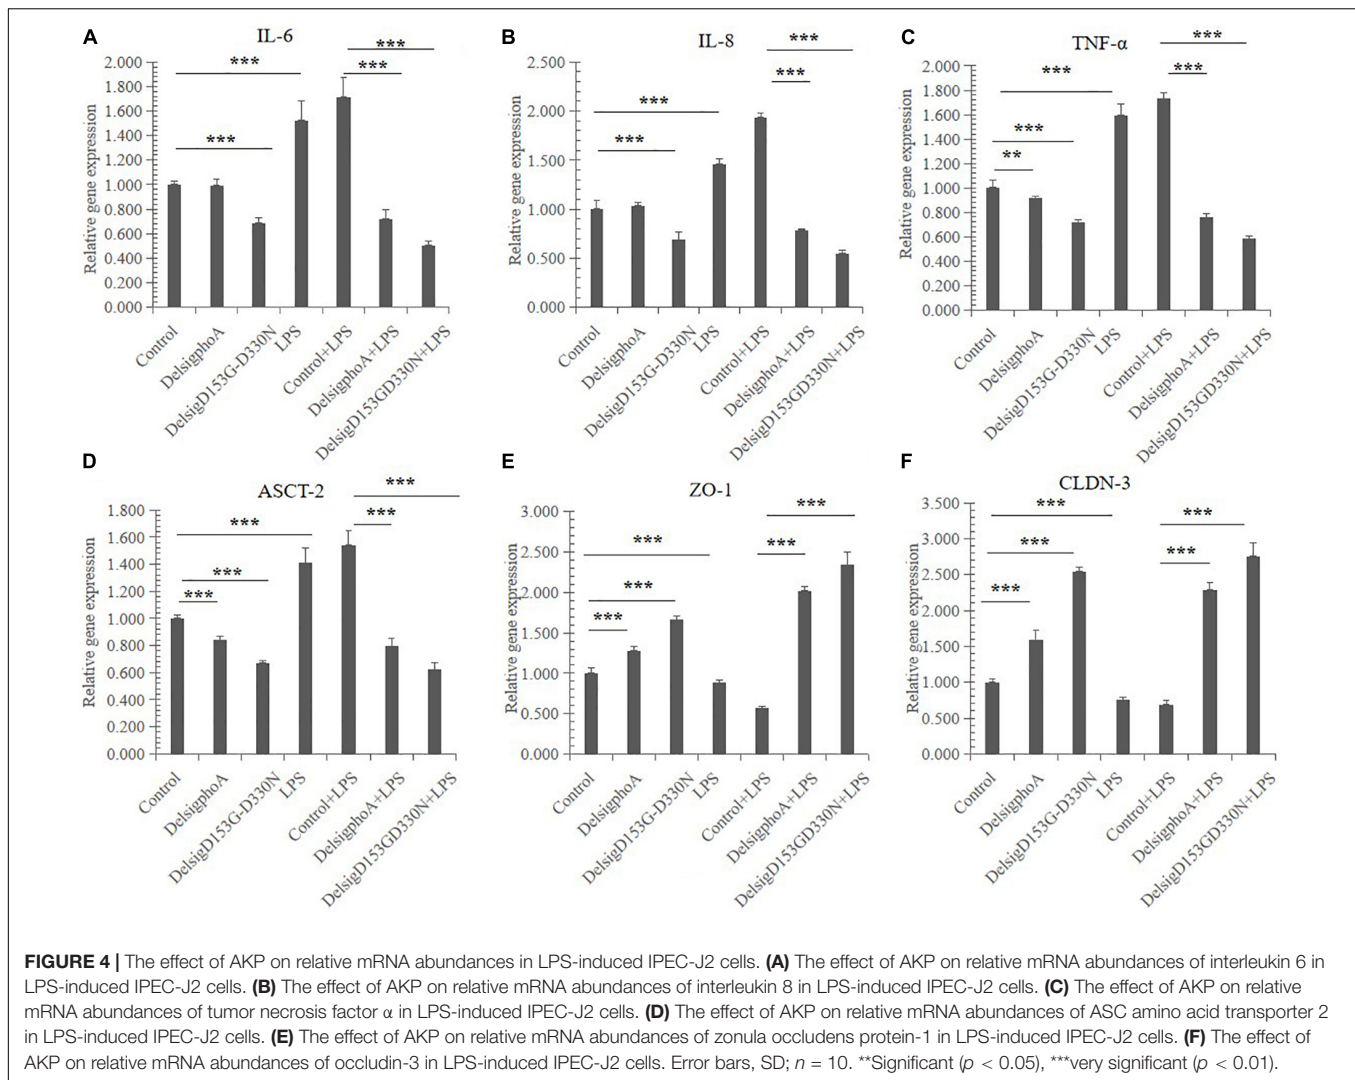 A
IL-6
***
***
***
***
2.000
1.800
1.600
1.400
1.200
1.000
0.800
0.600
0.400
0.200
0.000
Relative gene expression
Control
DelsigphoA
DelsigD153G-D330N
LPS
Control+LPS
DelsigphoA+LPS
DelsigD153GD330N+LPS
B
IL-8
***
***
***
***
2.500
2.000
1.500
1.000
0.500
0.000
Relative gene expression
Control
DelsigphoA
DelsigD153G-D330N
LPS
Control+LPS
DelsigphoA+LPS
DelsigD153GD330N+LPS
C
TNF-α
***
***
***
***
**
2.000
1.800
1.600
1.400
1.200
1.000
0.800
0.600
0.400
0.200
0.000
Relative gene expression
Control
DelsigphoA
DelsigD153G-D330N
LPS
Control+LPS
DelsigphoA+LPS
DelsigD153GD330N+LPS
D
ASCT-2
***
***
***
***
***
1.800
1.600
1.400
1.200
1.000
0.800
0.600
0.400
0.200
0.000
Relative gene expression
Control
DelsigphoA
DelsigD153G-D330N
LPS
Control+LPS
DelsigphoA+LPS
DelsigD153GD330N+LPS
E
ZO-1
***
***
***
***
***
3.000
2.500
2.000
1.500
1.000
0.500
0.000
Relative gene expression
Control
DelsigphoA
DelsigD153G-D330N
LPS
Control+LPS
DelsigphoA+LPS
DelsigD153GD330N+LPS
F
CLDN-3
***
***
***
***
***
3.500
3.000
2.500
2.000
1.500
1.000
0.500
0.000
Relative gene expression
Control
DelsigphoA
DelsigD153G-D330N
LPS
Control+LPS
DelsigphoA+LPS
DelsigD153GD330N+LPS
FIGURE 4 | The effect of AKP on relative mRNA abundances in LPS-induced IPEC-J2 cells. (A) The effect of AKP on relative mRNA abundances of interleukin 6 in
LPS-induced IPEC-J2 cells. (B) The effect of AKP on relative mRNA abundances of interleukin 8 in LPS-induced IPEC-J2 cells. (C) The effect of AKP on relative
mRNA abundances of tumor necrosis factor α in LPS-induced IPEC-J2 cells. (D) The effect of AKP on relative mRNA abundances of ASC amino acid transporter 2
in LPS-induced IPEC-J2 cells. (E) The effect of AKP on relative mRNA abundances of zonula occludens protein-1 in LPS-induced IPEC-J2 cells. (F) The effect of
AKP on relative mRNA abundances of occludin-3 in LPS-induced IPEC-J2 cells. Error bars, SD; n = 10. **Significant (p < 0.05), ***very significant (p < 0.01).